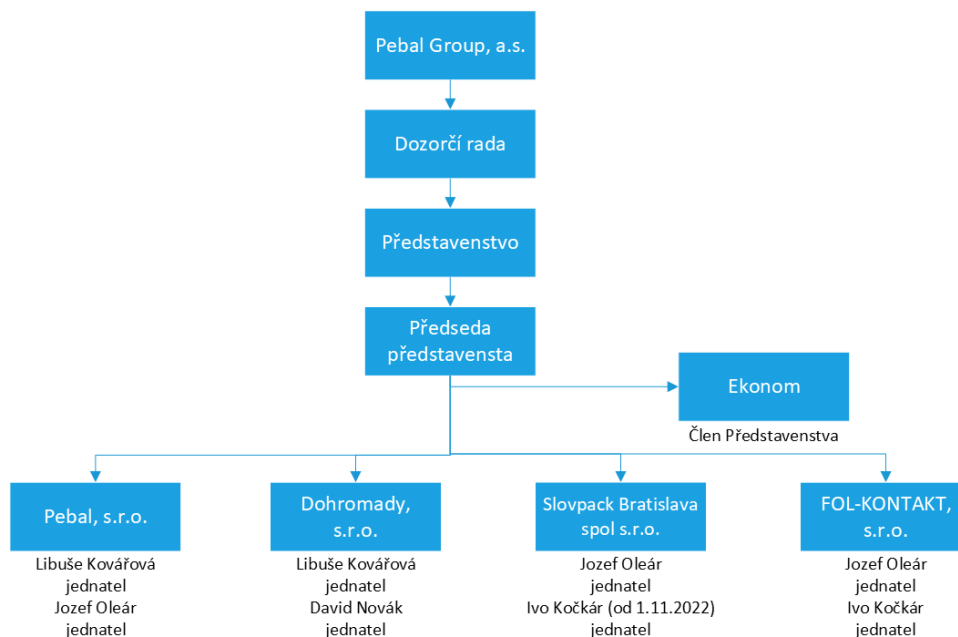 Pebal Group, a.s.
Dozorčí rada
Představenstvo
Předseda
představensta
Ekonom
Člen Představenstva
Pebal, s.r.o.
Libuše Kovářová
jednatel
Jozef Oleár
jednatel
Dohromady,
s.r.o.
Libuše Kovářová
jednatel
David Novák
jednatel
Slovpack Bratislava
spol s.r.o.
Jozef Oleár
jednatel
Ivo Kočkár (od 1.11.2022)
jednatel
FOL-KONTAKT,
s.r.o.
Jozef Oleár
jednatel
Ivo Kočkár
jednatel